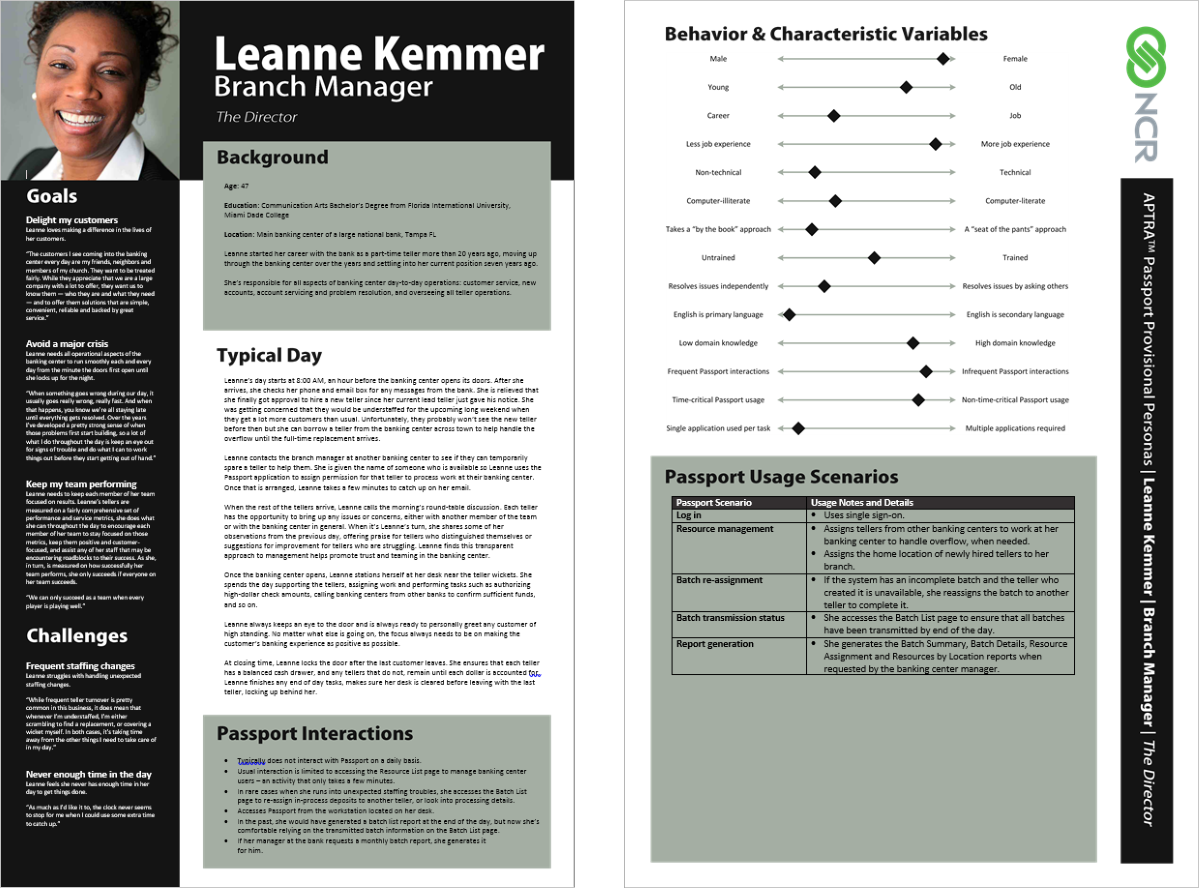 Leanne Kemmer
Branch Manager
The Director
Goals
Delight my customers
Leanne loves making a difference in the lives of
her customers.
"The customers I see coming into the banking
center every day are my friends, neighbors and
members of my church. They want to be treated
fairly. While they appreciate that we are a large
company with a lot to offer, they want us to
know them — who they are and what they need
— and to offer them solutions that are simple,
convenient, reliable and backed by great
service."
Avoid a major crisis
Leanne needs all operational aspects of the
banking center to run smoothly each and every
day from the minute the doors first open until
she locks up for the night.
"When something goes wrong during our day, it
usually goes really wrong, really fast. And when
that happens, you know we're all staying late
until everything gets resolved. Over the years
I've developed a pretty strong sense of when
those problems first start building, so a lot of
what I do throughout the day is keep an eye out
for signs of trouble and do what I can to work
things out before they start getting out of hand."
Keep my team performing
Leanne needs to keep each member of her team
focused on results. Leanne's tellers are
measured on a fairly comprehensive set of
performance and service metrics, she does what
she can throughout the day to encourage each
member of her team to stay focused on those
metrics, keep them positive and customer-
focused, and assist any of her staff that may be
encountering roadblocks to their success. As she,
in turn, is measured on how successfully her
team performs, she only succeeds if everyone on
her team succeeds.
"We can only succeed as a team when every
player is playing well."
Challenges
Frequent staffing changes
Leanne struggles with handling unexpected
staffing changes.
"While frequent teller turnover is pretty
common in this business, it does mean that
whenever I'm understaffed, I'm either
scrambling to find a replacement, or covering a
wicket myself. In both cases, it's taking time
away from the other things I need to take care of
in my day."
Never enough time in the day
Leanne feels she never has enough time in her
day to get things done.
"As much as I'd like it to, the clock never seems
to stop for me when I could use some extra time
to catch up."
Background
Age: 47
Education: Communication Arts Bachelor's Degree from Florida International University,
Miami Dade College
Location: Main banking center of a large national bank, Tampa FL
Leanne started her career with the bank as a part-time teller more than 20 years ago, moving up
through the banking center over the years and settling into her current position seven years ago.
She's responsible for all aspects of banking center day-to-day operations: customer service, new
accounts, account servicing and problem resolution, and overseeing all teller operations.
Typical Day
Leanne's day starts at 8:00 AM, an hour before the banking center opens its doors. After she
arrives, she checks her phone and email box for any messages from the bank. She is relieved that
she finally got approval to hire a new teller since her current lead teller just gave his notice. She
was getting concerned that they would be understaffed for the upcoming long weekend when
they get a lot more customers than usual. Unfortunately, they probably won't see the new teller
before then but she can borrow a teller from the banking center across town to help handle the
overflow until the full-time replacement arrives.
Leanne contacts the branch manager at another banking center to see if they can temporarily
spare a teller to help them. She is given the name of someone who is available so Leanne uses the
Passport application to assign permission for that teller to process work at their banking center.
Once that is arranged, Leanne takes a few minutes to catch up on her email.
When the rest of the tellers arrive, Leanne calls the morning's round-table discussion. Each teller
has the opportunity to bring up any issues or concerns, either with another member of the team
or with the banking center in general. When it's Leanne's turn, she shares some of her
observations from the previous day, offering praise for tellers who distinguished themselves or
suggestions for improvement for tellers who are struggling. Leanne finds this transparent
approach to management helps promote trust and teaming in the banking center.
Once the banking center opens, Leanne stations herself at her desk near the teller wickets. She
spends the day supporting the tellers, assigning work and performing tasks such as authorizing
high-dollar check amounts, calling banking centers from other banks to confirm sufficient funds,
and so on.
Leanne always keeps an eye to the door and is always ready to personally greet any customer of
high standing. No matter what else is going on, the focus always needs to be on making the
customer's banking experience as positive as possible.
At closing time, Leanne locks the door after the last customer leaves. She ensures that each teller
has a balanced cash drawer, and any tellers that do not, remain until each dollar is accounted for.
Leanne finishes any end of day tasks, makes sure her desk is cleared before leaving with the last
teller, locking up behind her.
Passport Interactions
• Typically does not interact with Passport on a daily basis.
• Usual interaction is limited to accessing the Resource List page to manage banking center
users – an activity that only takes a few minutes.
• In rare cases when she runs into unexpected staffing troubles, she accesses the Batch List
page to re-assign in-process deposits to another teller, or look into processing details.
• Accesses Passport from the workstation located on her desk.
• In the past, she would have generated a batch list report at the end of the day, but now she's
comfortable relying on the transmitted batch information on the Batch List page.
• If her manager at the bank requests a monthly batch report, she generates it
for him.
Behavior & Characteristic Variables
Male Female
Young Old
Career Job
Less job experience More job experience
Non-technical Technical
Computer-illiterate Computer-literate
Takes a "by the book" approach A "seat of the pants" approach
Untrained Trained
Resolves issues independently Resolves issues by asking others
English is primary language English is secondary language
Low domain knowledge High domain knowledge
Frequent Passport interactions Infrequent Passport interactions
Time-critical Passport usage Non-time-critical Passport usage
Single application used per task Multiple applications required
Passport Usage Scenarios
Passport Scenario Usage Notes and Details
Log in • Uses single sign-on.
Resource management • Assigns tellers from other banking centers to work at her
banking center to handle overflow, when needed.
• Assigns the home location of newly hired tellers to her
branch.
Batch re-assignment • If the system has an incomplete batch and the teller who
created it is unavailable, she reassigns the batch to another
teller to complete it.
Batch transmission status • She accesses the Batch List page to ensure that all batches
have been transmitted by end of the day.
Report generation • She generates the Batch Summary, Batch Details, Resource
Assignment and Resources by Location reports when
requested by the banking center manager.
NCR
APTRA™ Passport Provisional Personas | Leanne Kemmer | Branch Manager | The Director